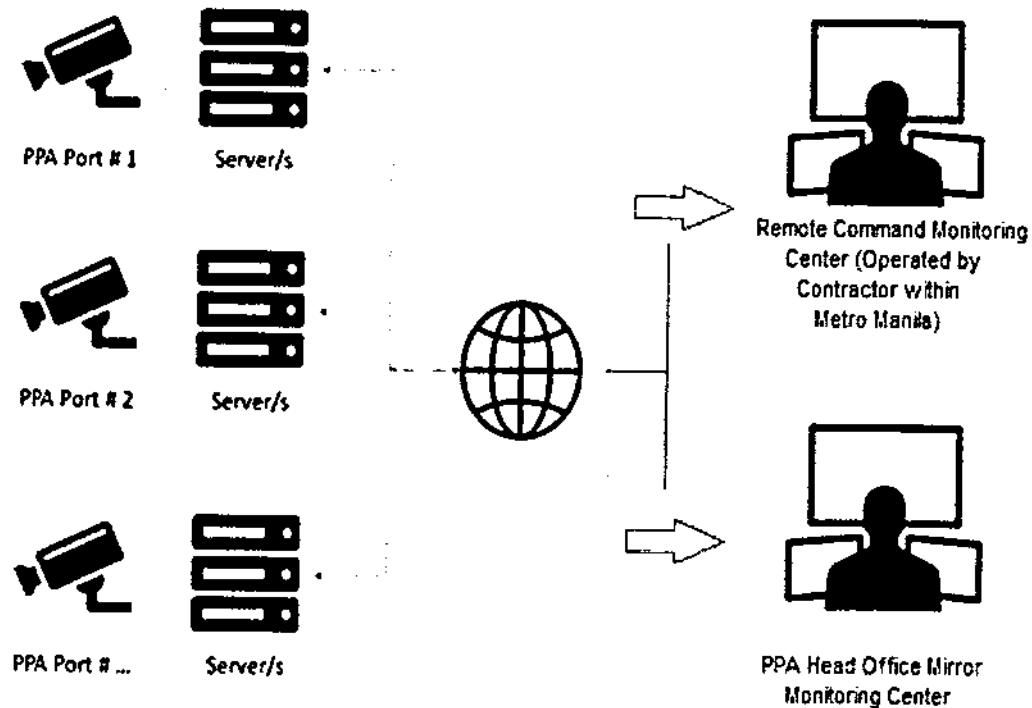 PPA Port # 1
Server/s
Remote Command Monitoring
Center (Operated by
Contractor within
Metro Manila)
PPA Port # 2
Server/s
PPA Port # ...
Server/s
PPA Head Office Mirror
Monitoring Center